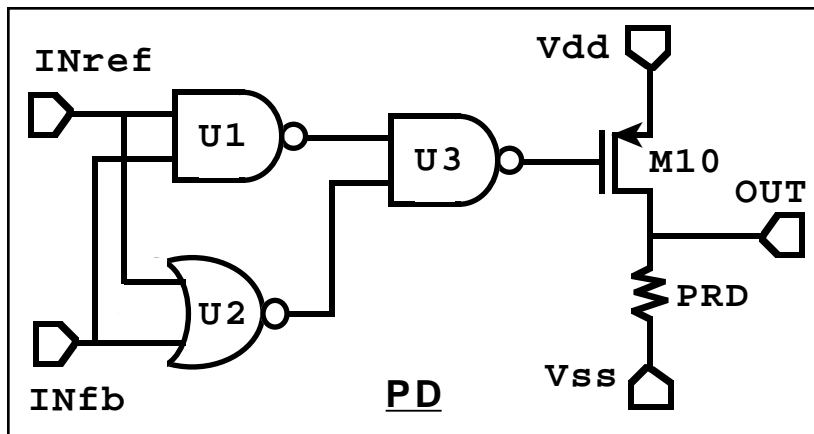 INref
Vdd
U1
U3
M10
OUT
U2
PRD
Vss
INfb
PD